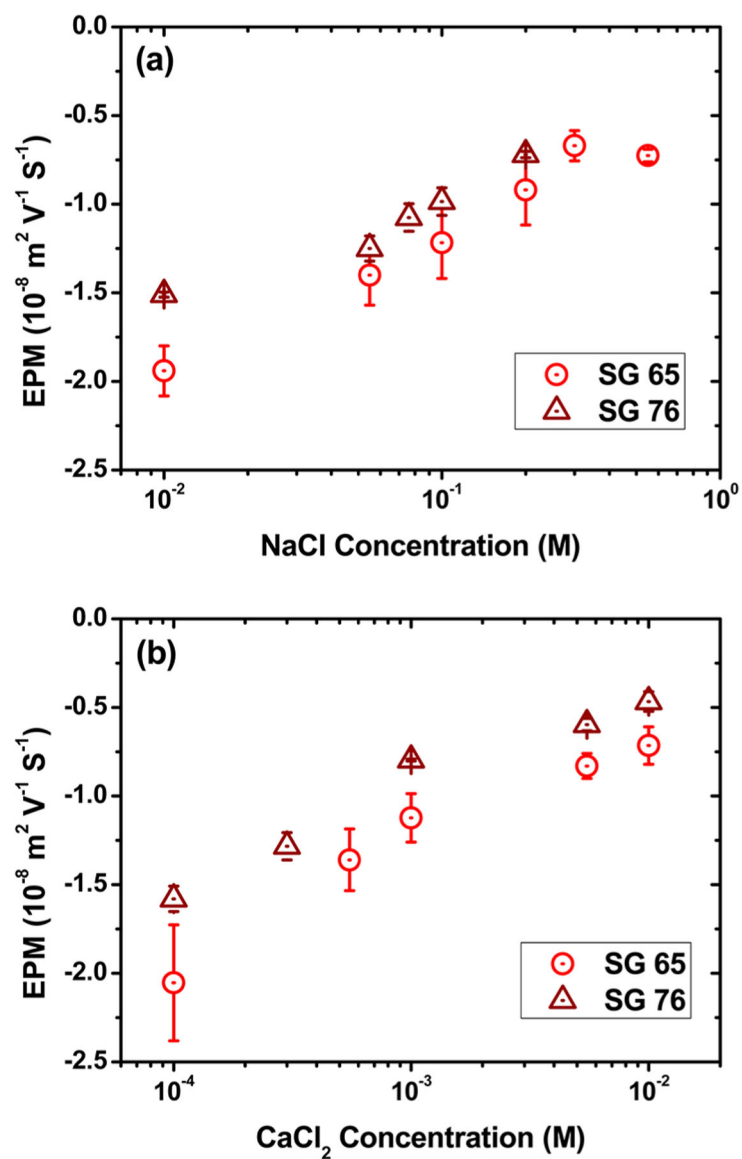 (a)
0.0
-0.5
-1.0
-1.5
-2.0
-2.5
EPM (10⁻⁸ m² V⁻¹ S⁻¹)
SG 65
SG 76
10⁻² 10⁻¹ 10⁰
NaCl Concentration (M)
(b)
0.0
-0.5
-1.0
-1.5
-2.0
-2.5
EPM (10⁻⁸ m² V⁻¹ S⁻¹)
SG 65
SG 76
10⁻⁴ 10⁻³ 10⁻²
CaCl₂ Concentration (M)